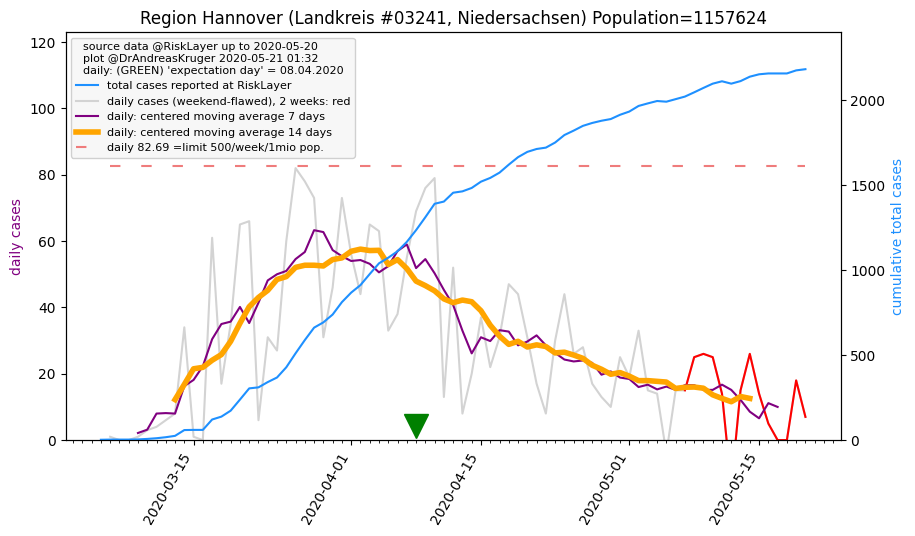 Region Hannover (Landkreis #03241, Niedersachsen) Population=1157624
source data @RiskLayer up to 2020-05-20
plot @DrAndreasKruger 2020-05-21 01:32
daily: (GREEN) 'expectation day' = 08.04.2020
total cases reported at RiskLayer
daily cases (weekend-flawed), 2 weeks: red
daily: centered moving average 7 days
daily: centered moving average 14 days
daily 82.69 =limit 500/week/1mio pop.
daily cases
120
100
80
60
40
20
0
cumulative total cases
2000
1500
1000
500
0
2020-03-15
2020-04-01
2020-04-15
2020-05-01
2020-05-15